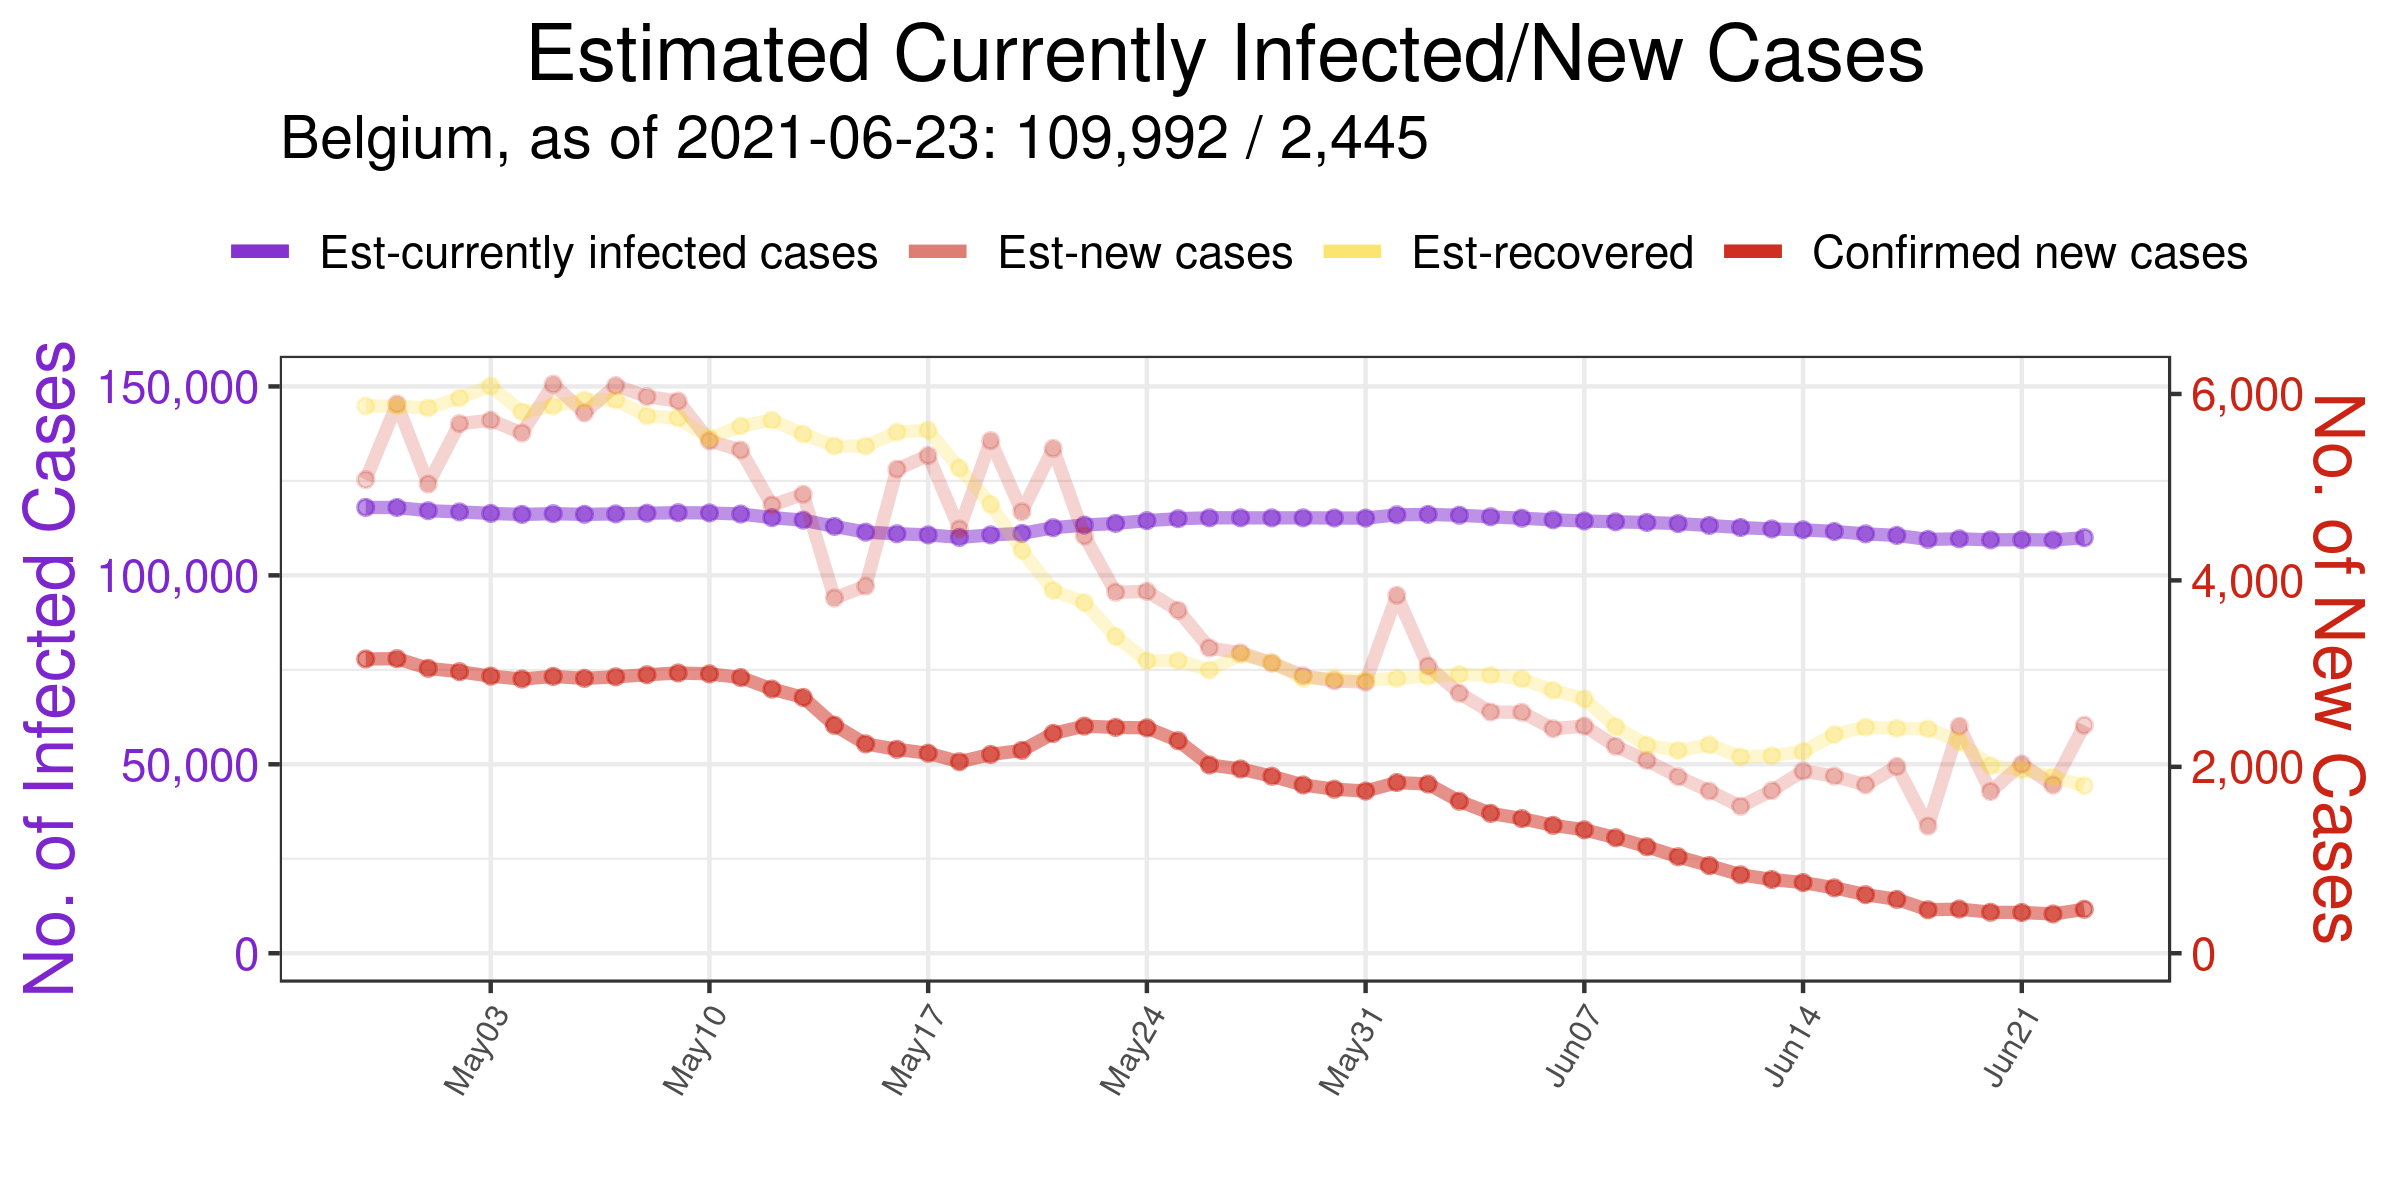 Estimated Currently Infected/New Cases
Belgium, as of 2021-06-23: 109,992 / 2,445
Est-currently infected cases Est-new cases Est-recovered Confirmed new cases
No. of Infected Cases
150,000
100,000
50,000
0
6,000
4,000
2,000
0
No. of New Cases
May03 May10 May17 May24 May31 Jun07 Jun14 Jun21